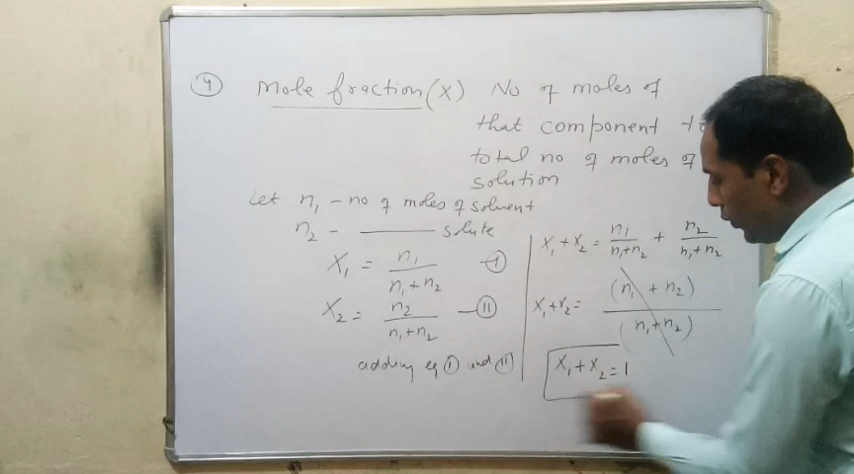 ④ Mole fraction (X) No of moles of
that component to
total no of moles of
solution
Let n₁ - no of moles of solvent
n₂ - ——— solute
X₁ = n₁ / n₁ + n₂ —Ⓘ
X₂ = n₂ / n₁ + n₂ —Ⓘ︎Ⓘ
adding eq Ⓘ and ⒾⒾ
X₁ + X₂ = n₁ / n₁+n₂ + n₂ / n₁+n₂
X₁ + X₂ = (n₁ + n₂) / (n₁ + n₂)
X₁ + X₂ = 1